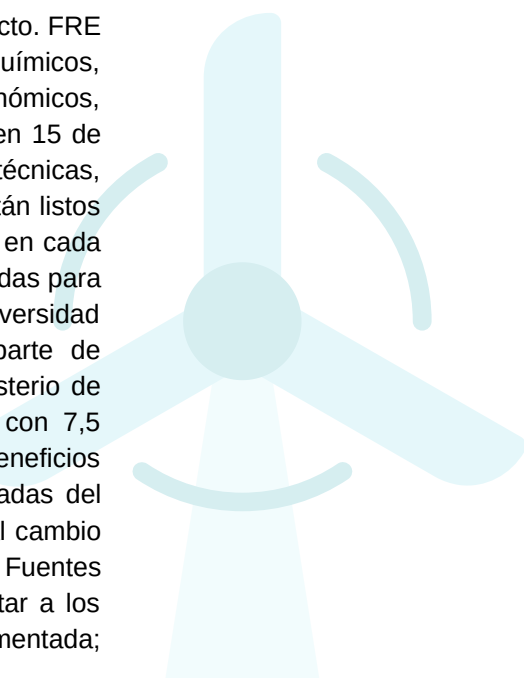 cto. FRE
uímicos,
nómicos,
en 15 de
técnicas,
tán listos
en cada
das para
versidad
parte de
sterio de
con 7,5
eneficios
adas del
l cambio
Fuentes
tar a los
mentada;